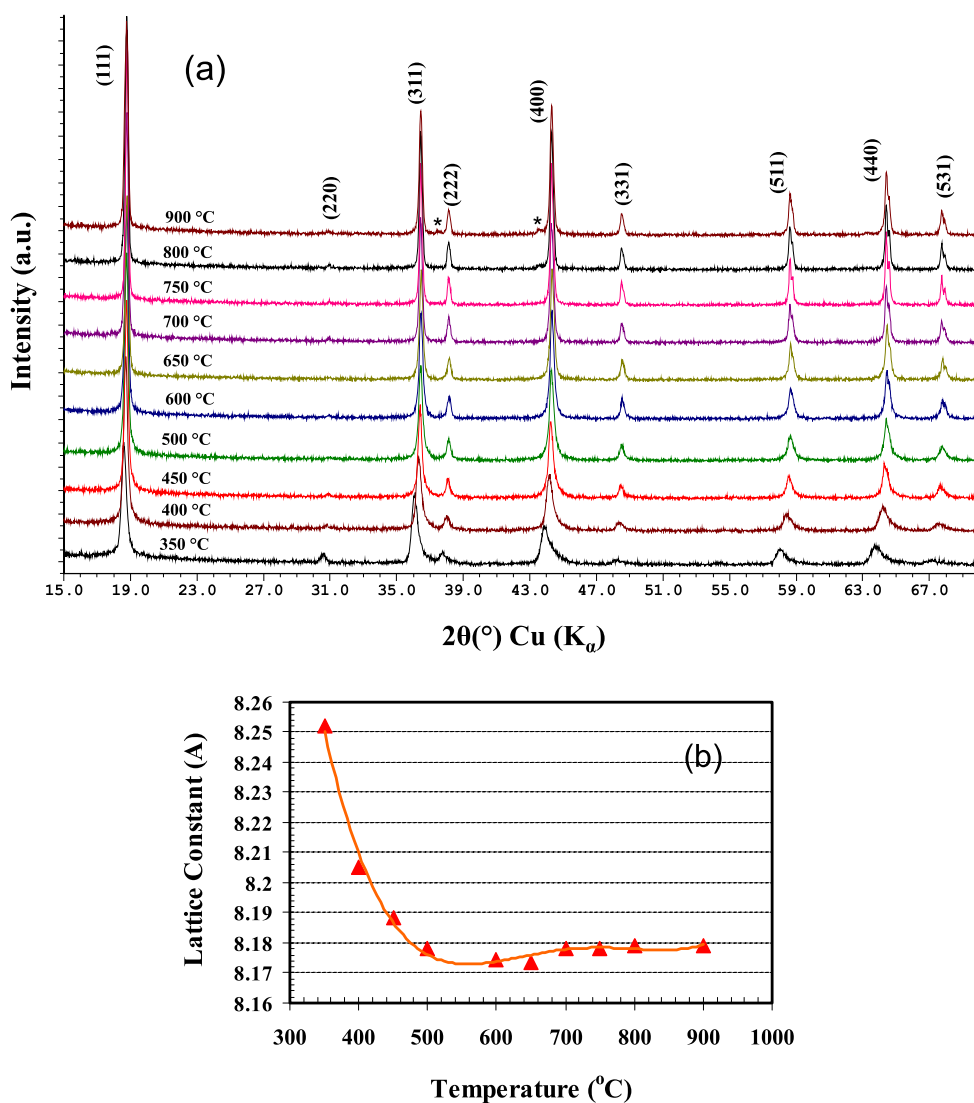 (a)
(111)
(220)
(311)
(222)
(400)
(331)
(511)
(440)
(531)
*
*
900 °C
800 °C
750 °C
700 °C
650 °C
600 °C
500 °C
450 °C
400 °C
350 °C
Intensity (a.u.)
15.0 19.0 23.0 27.0 31.0 35.0 39.0 43.0 47.0 51.0 55.0 59.0 63.0 67.0
2θ(°) Cu (Kα)
(b)
Lattice Constant (A)
8.26
8.25
8.24
8.23
8.22
8.21
8.2
8.19
8.18
8.17
8.16
300 400 500 600 700 800 900 1000
Temperature (°C)